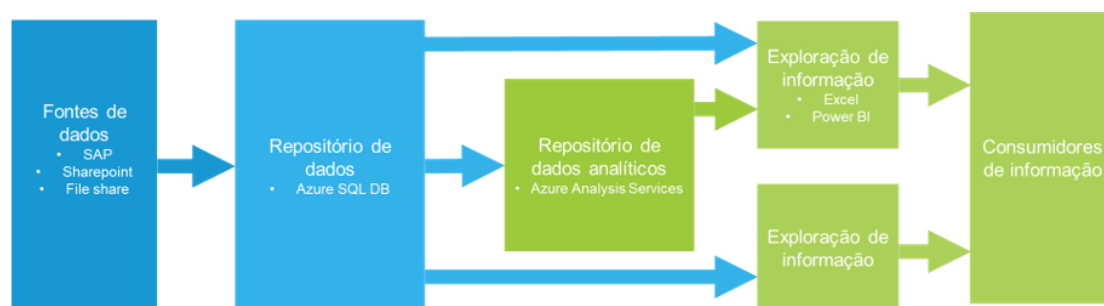 Fontes de
dados
• SAP
• Sharepoint
• File share
Repositório de
dados
• Azure SQL DB
Repositório de
dados analíticos
• Azure Analysis Services
Exploração de
informação
• Excel
• Power BI
Exploração de
informação
Consumidores
de informação